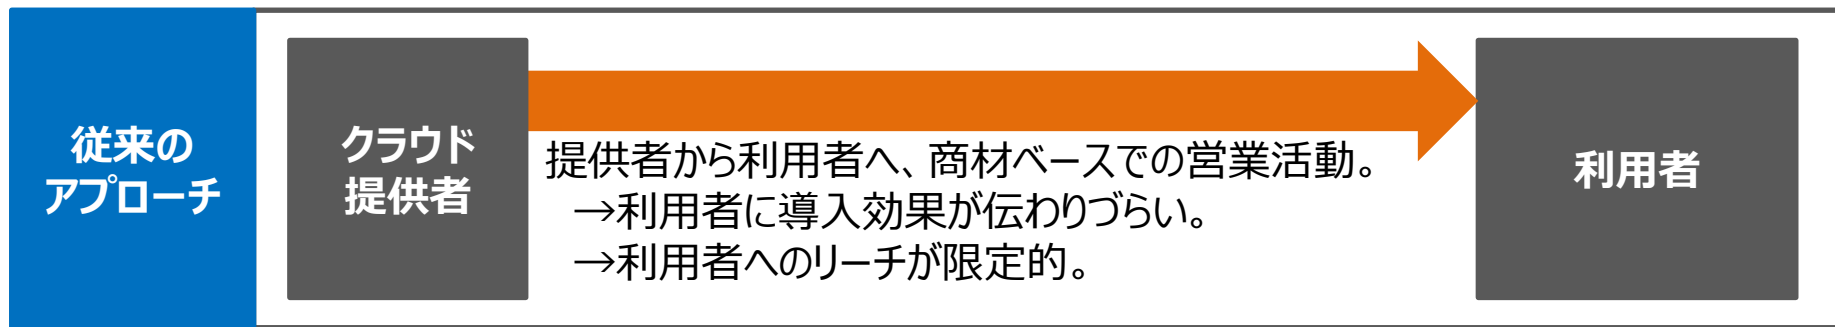 従来の
アプローチ
クラウド
提供者
提供者から利用者へ、商材ベースでの営業活動。
→利用者に導入効果が伝わりづらい。
→利用者へのリーチが限定的。
利用者